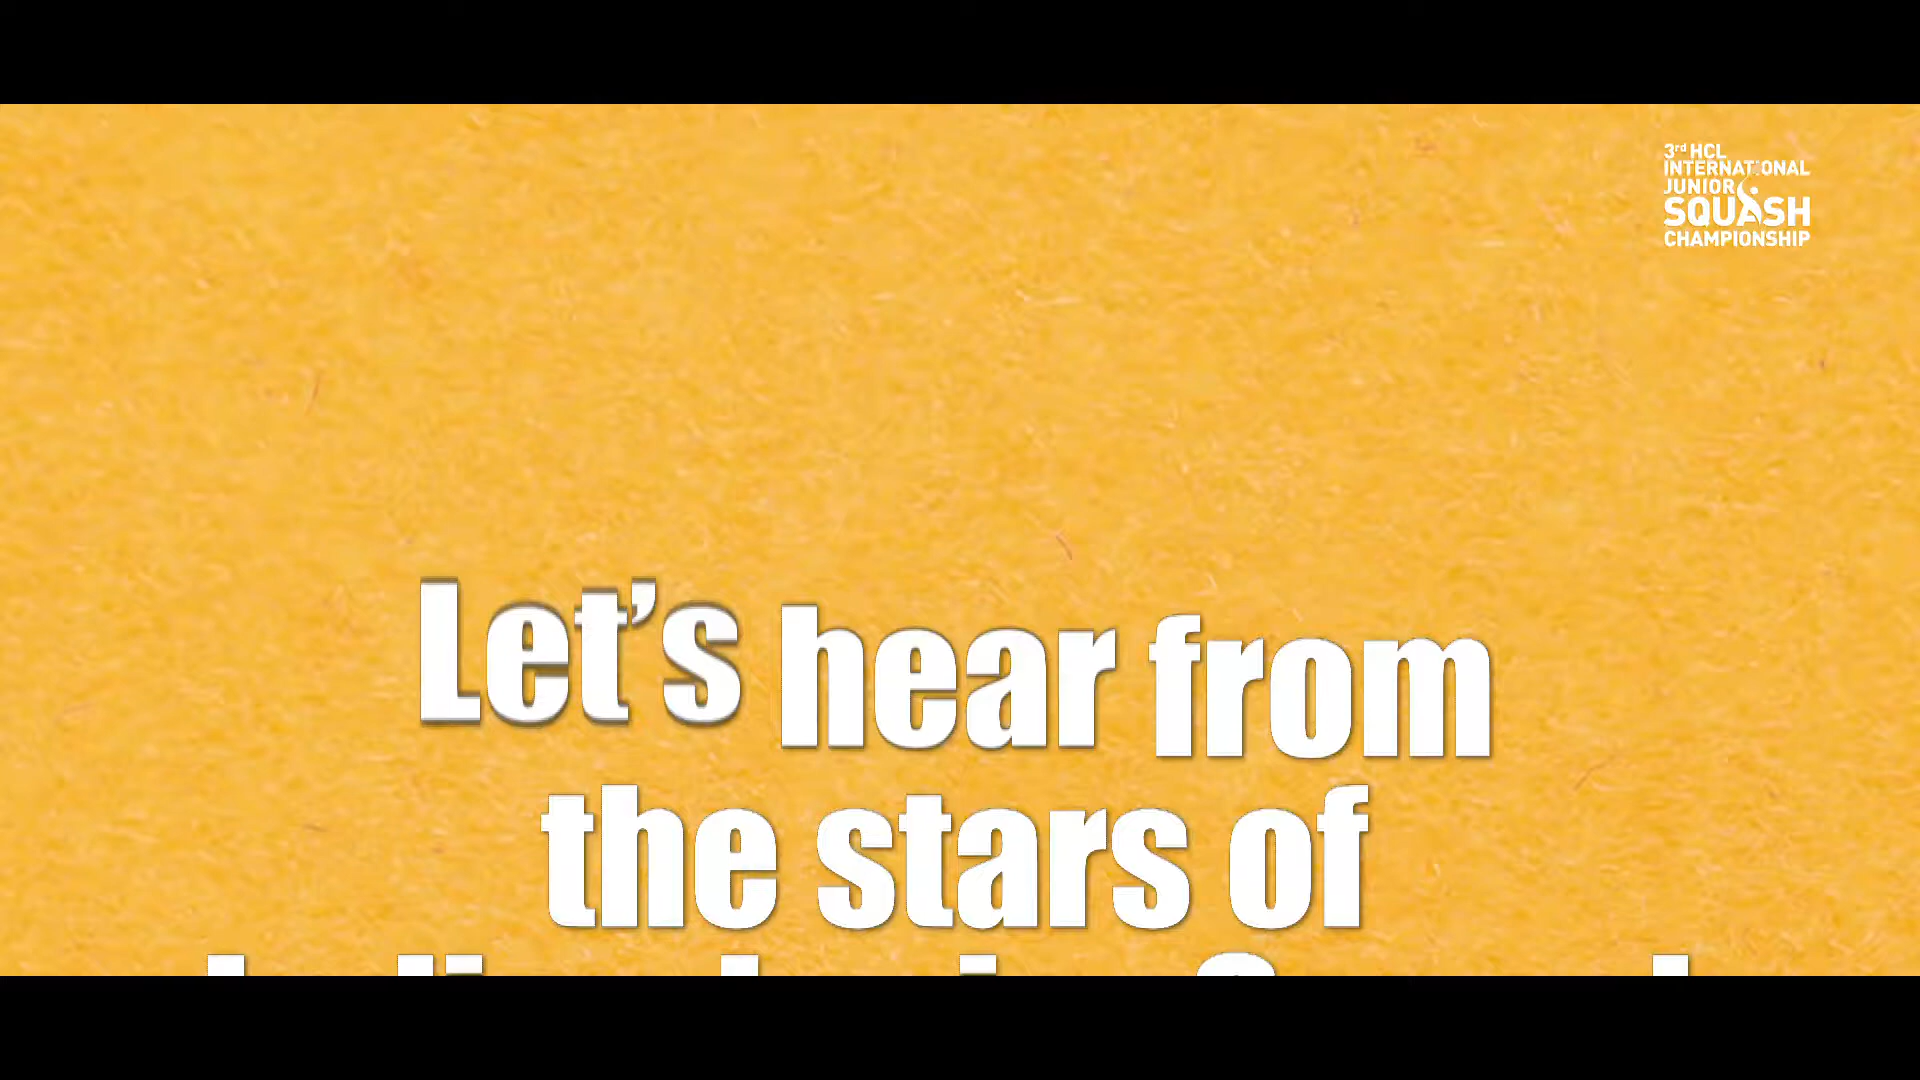 3rd HCL
INTERNATIONAL
JUNIOR
SQUASH
CHAMPIONSHIP
Let's hear from
the stars of